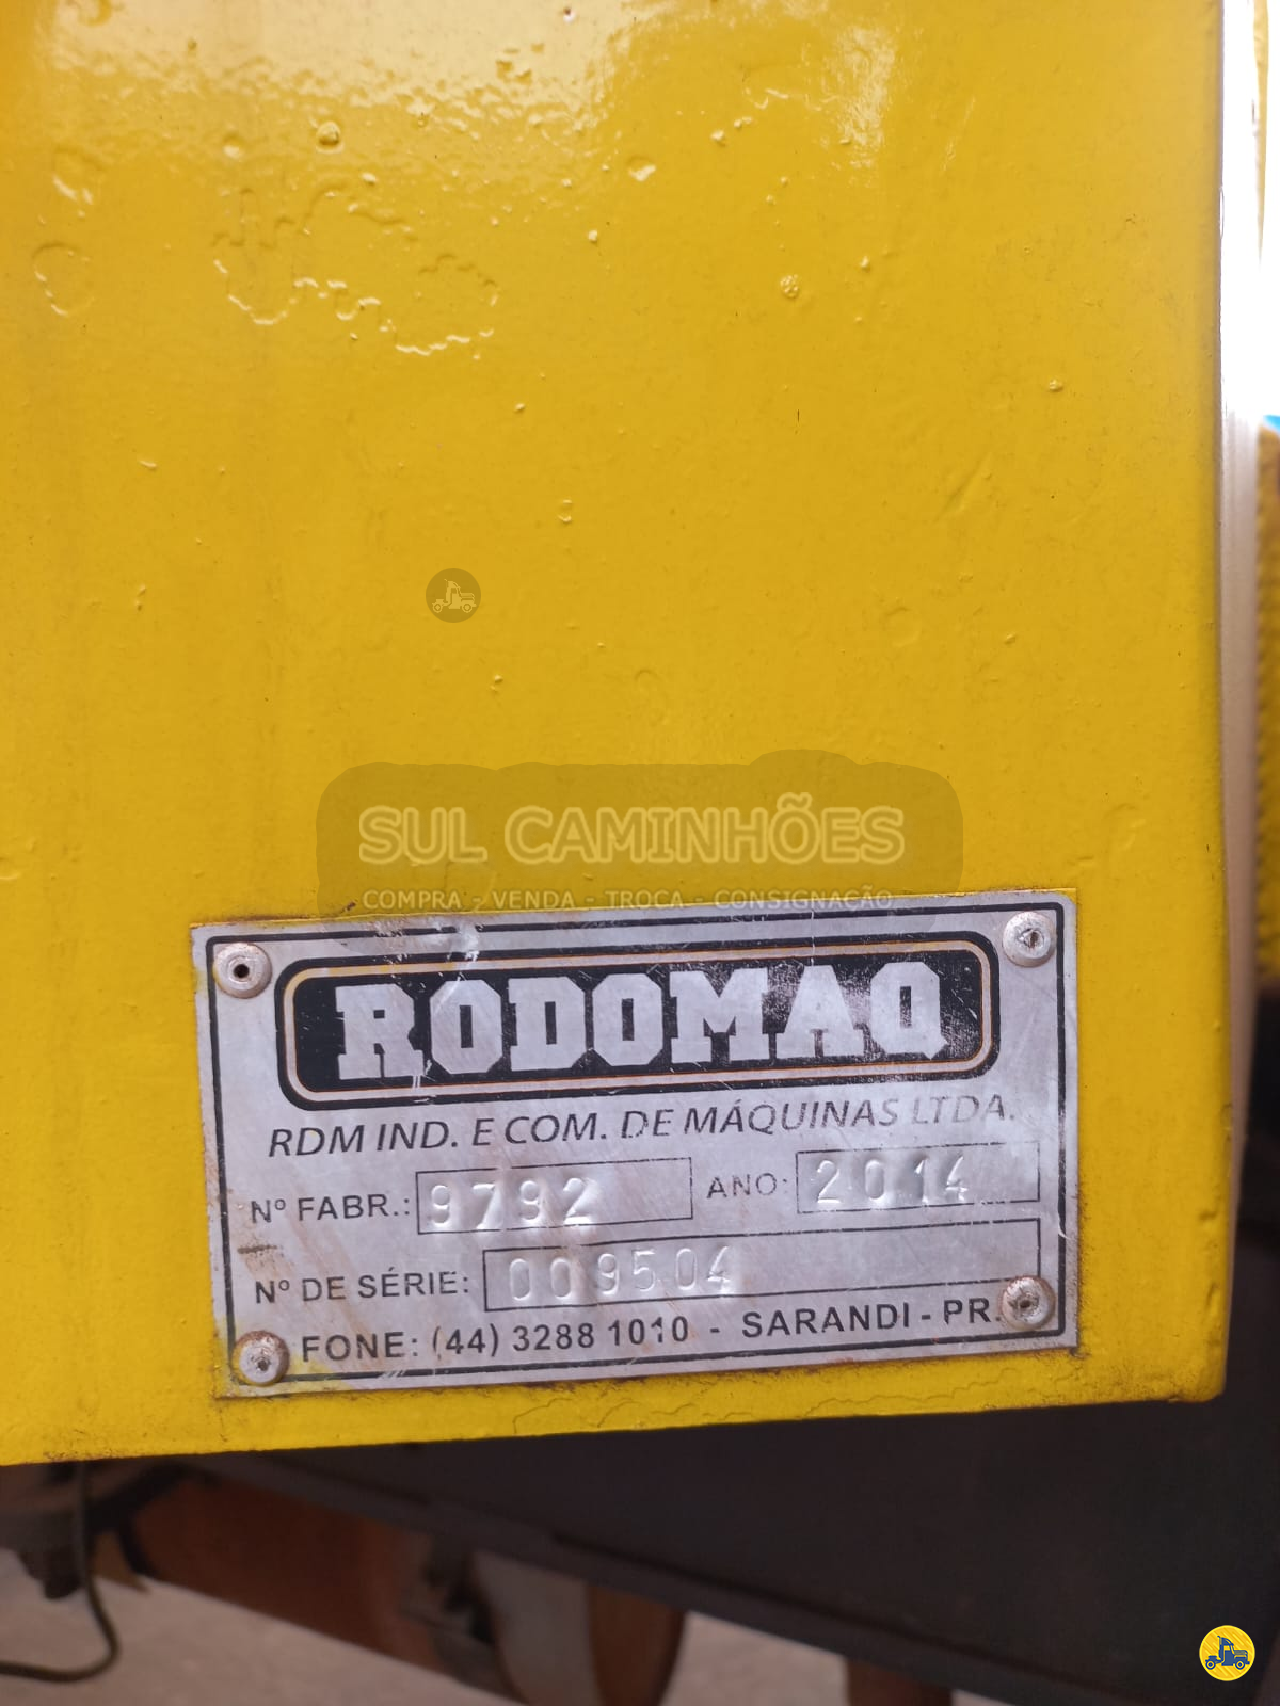 SUL CAMINHÕES
COMPRA - VENDA - TROCA - CONSIGNAÇÃO
RODOMAQ
RDM IND. E COM. DE MÁQUINAS LTDA.
Nº FABR.: 9792 ANO: 2014
Nº DE SÉRIE: 009504
FONE: (44) 3288 1010 - SARANDI - PR.